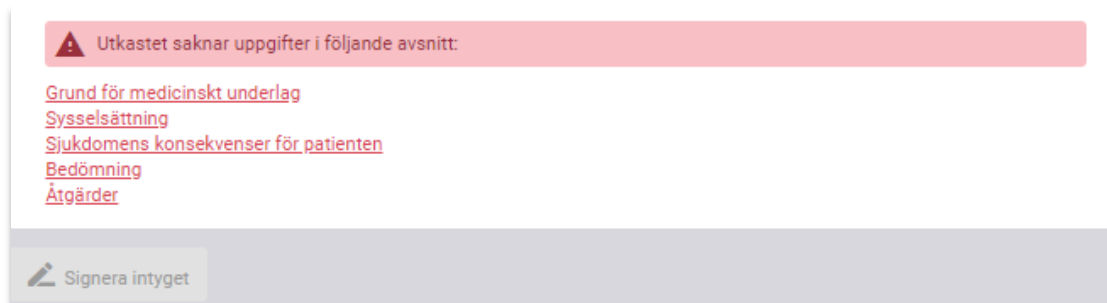 Utkastet saknar uppgifter i följande avsnitt:
Grund för medicinskt underlag
Sysselsättning
Sjukdomens konsekvenser för patienten
Bedömning
Åtgärder
Signera intyget